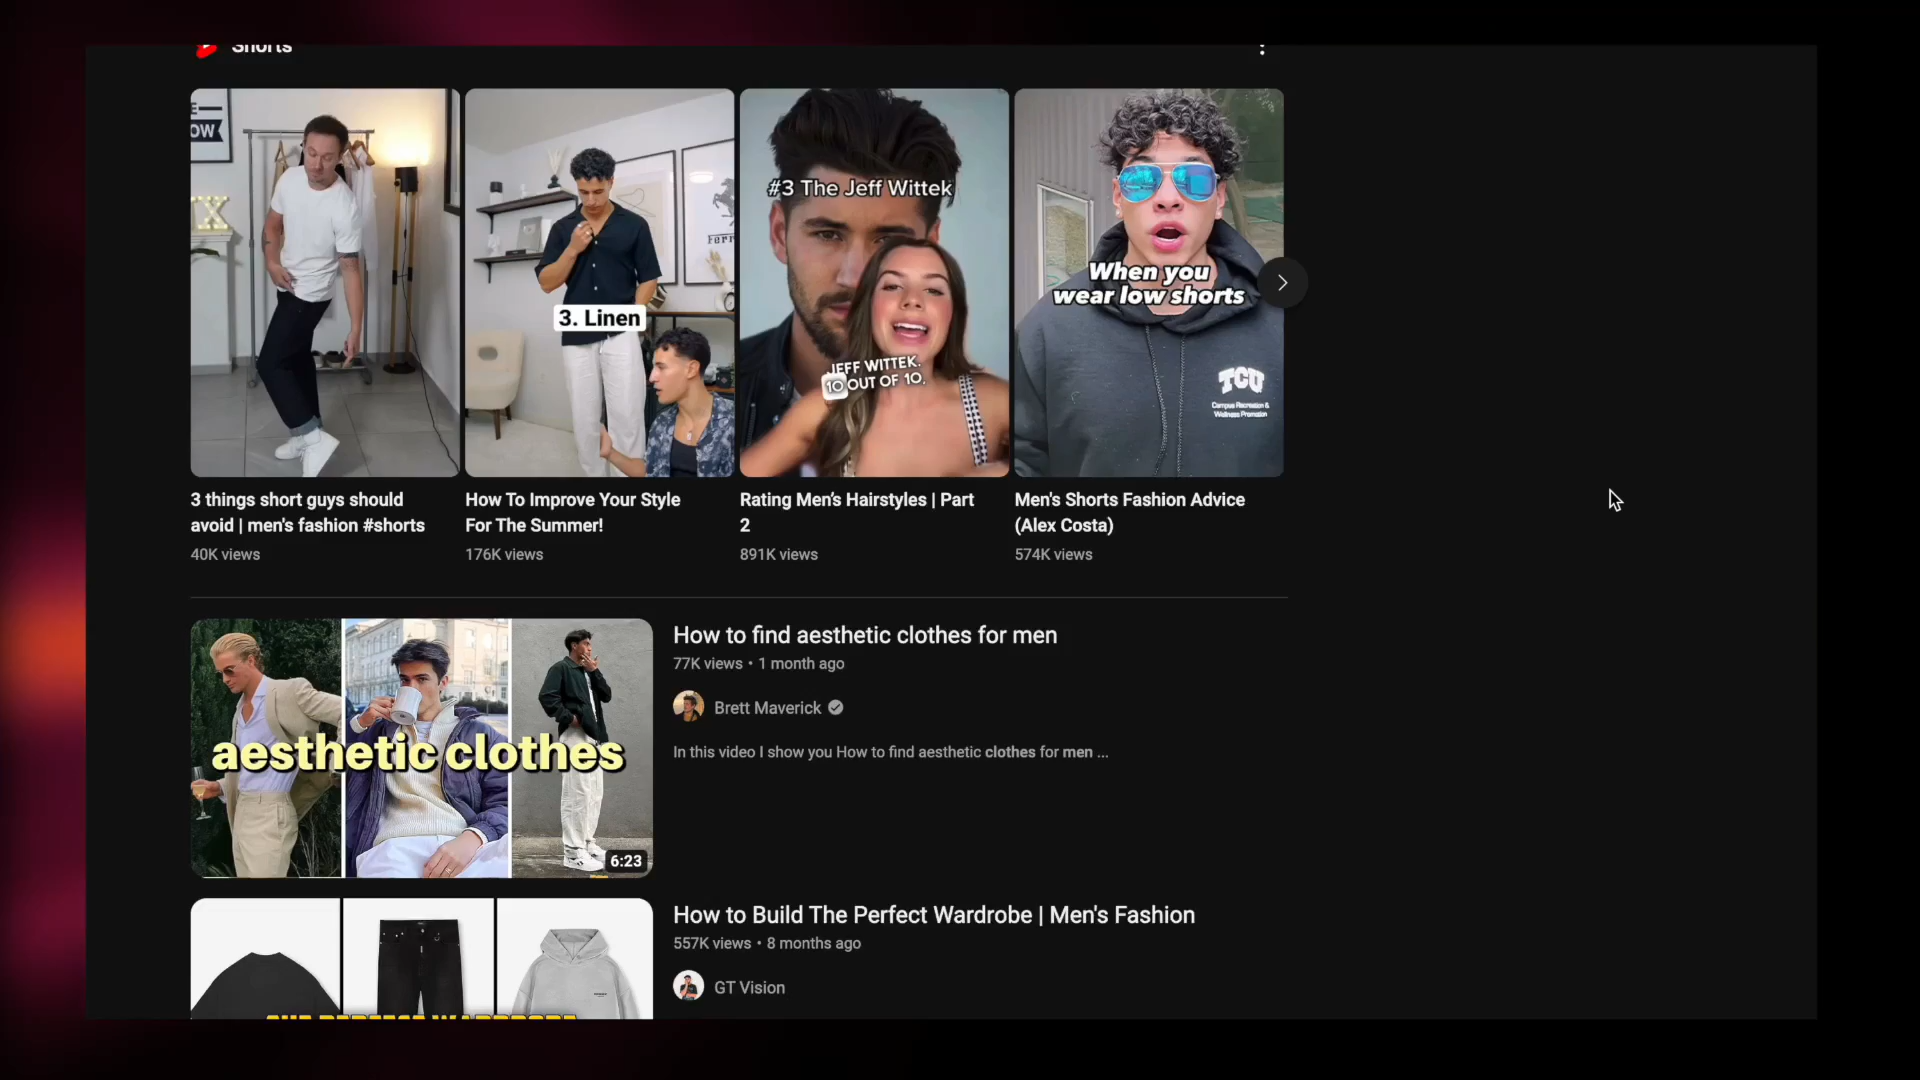 Shorts
OW
X
#3 The Jeff Wittek
JEFF WITTEK.
10 OUT OF 10.
3. Linen
When you
wear low shorts
TCU
Campus Recreation &
Wellness Promotion
3 things short guys should
avoid | men's fashion #shorts
40K views
How To Improve Your Style
For The Summer!
176K views
Rating Men’s Hairstyles | Part
2
891K views
Men's Shorts Fashion Advice
(Alex Costa)
574K views
aesthetic clothes
6:23
How to find aesthetic clothes for men
77K views • 1 month ago
Brett Maverick
In this video I show you How to find aesthetic clothes for men ...
How to Build The Perfect Wardrobe | Men's Fashion
557K views • 8 months ago
GT Vision